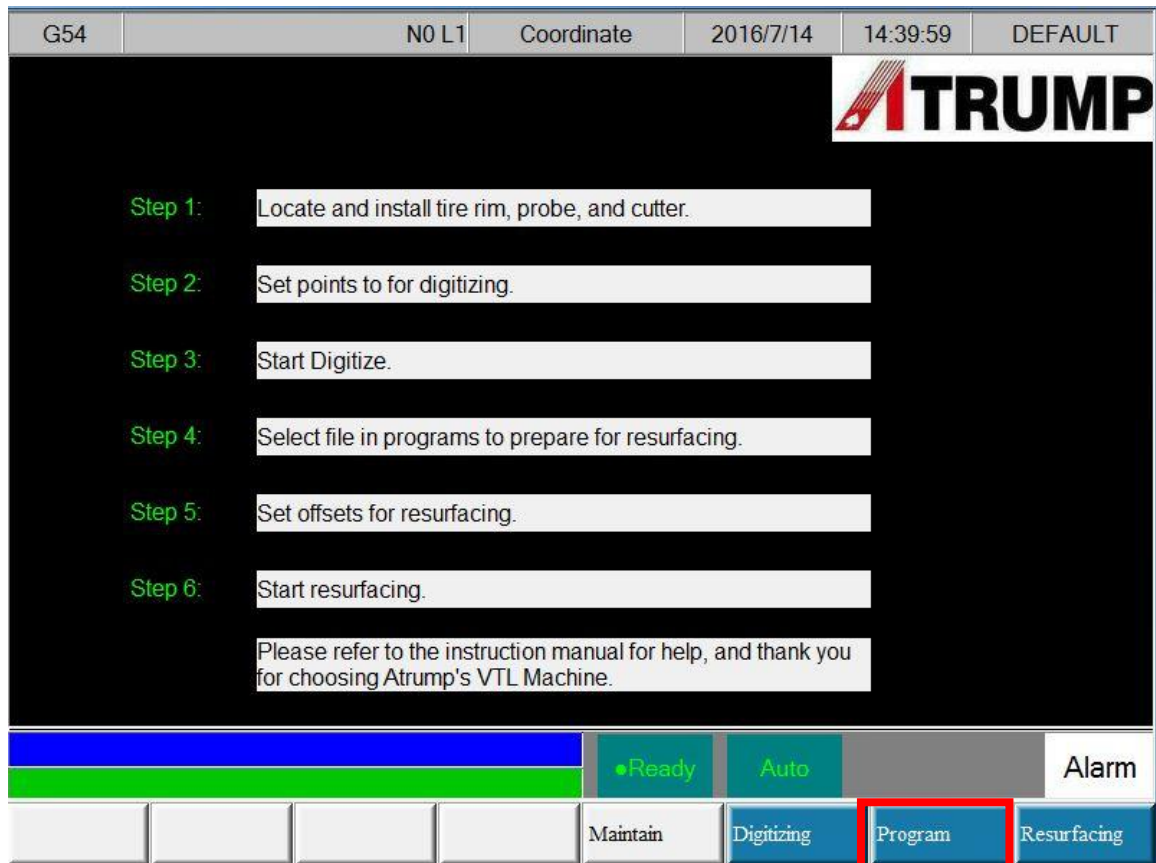 G54 N0 L1 Coordinate 2016/7/14 14:39:59 DEFAULT
ATRUMP
Step 1: Locate and install tire rim, probe, and cutter.
Step 2: Set points to for digitizing.
Step 3: Start Digitize.
Step 4: Select file in programs to prepare for resurfacing.
Step 5: Set offsets for resurfacing.
Step 6: Start resurfacing.
Please refer to the instruction manual for help, and thank you
for choosing Atrump's VTL Machine.
●Ready Auto Alarm
Maintain Digitizing Program Resurfacing